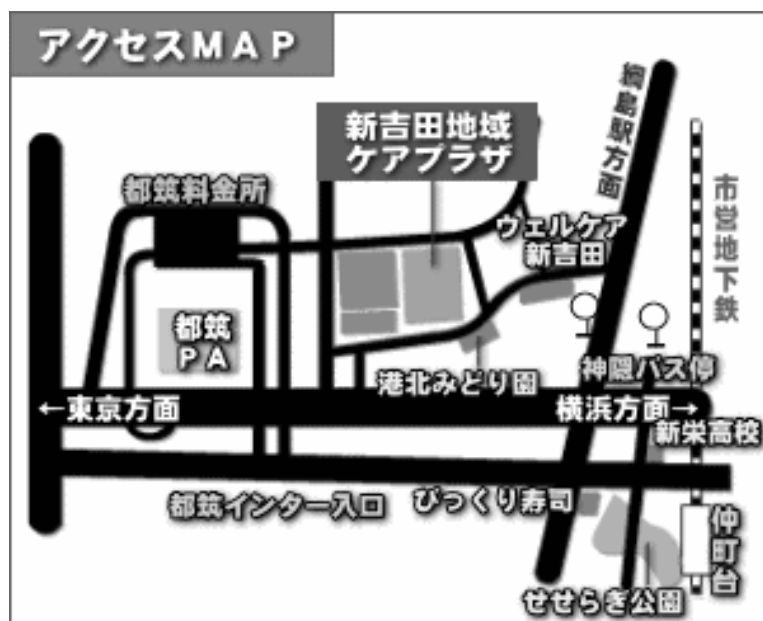 アクセスMAP
綱島駅方面
新吉田地域
ケアプラザ
都筑料金所
市営地下鉄
ウェルケア
新吉田
都筑
PA
港北みどり園
神隠バス停
←東京方面
横浜方面→
新栄高校
都筑インター入口
びっくり寿司
仲町台
せせらぎ公園